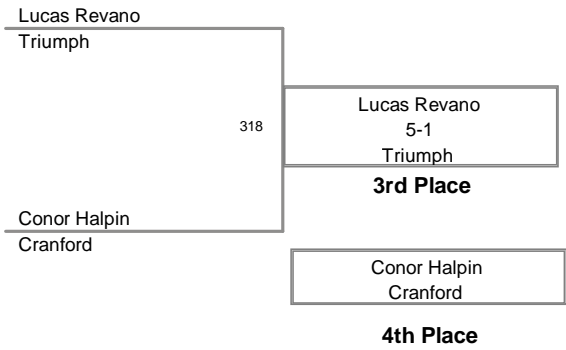 Lucas Revano
Triumph
318
Lucas Revano
5-1
Triumph
3rd Place
Conor Halpin
Cranford
Conor Halpin
Cranford
4th Place